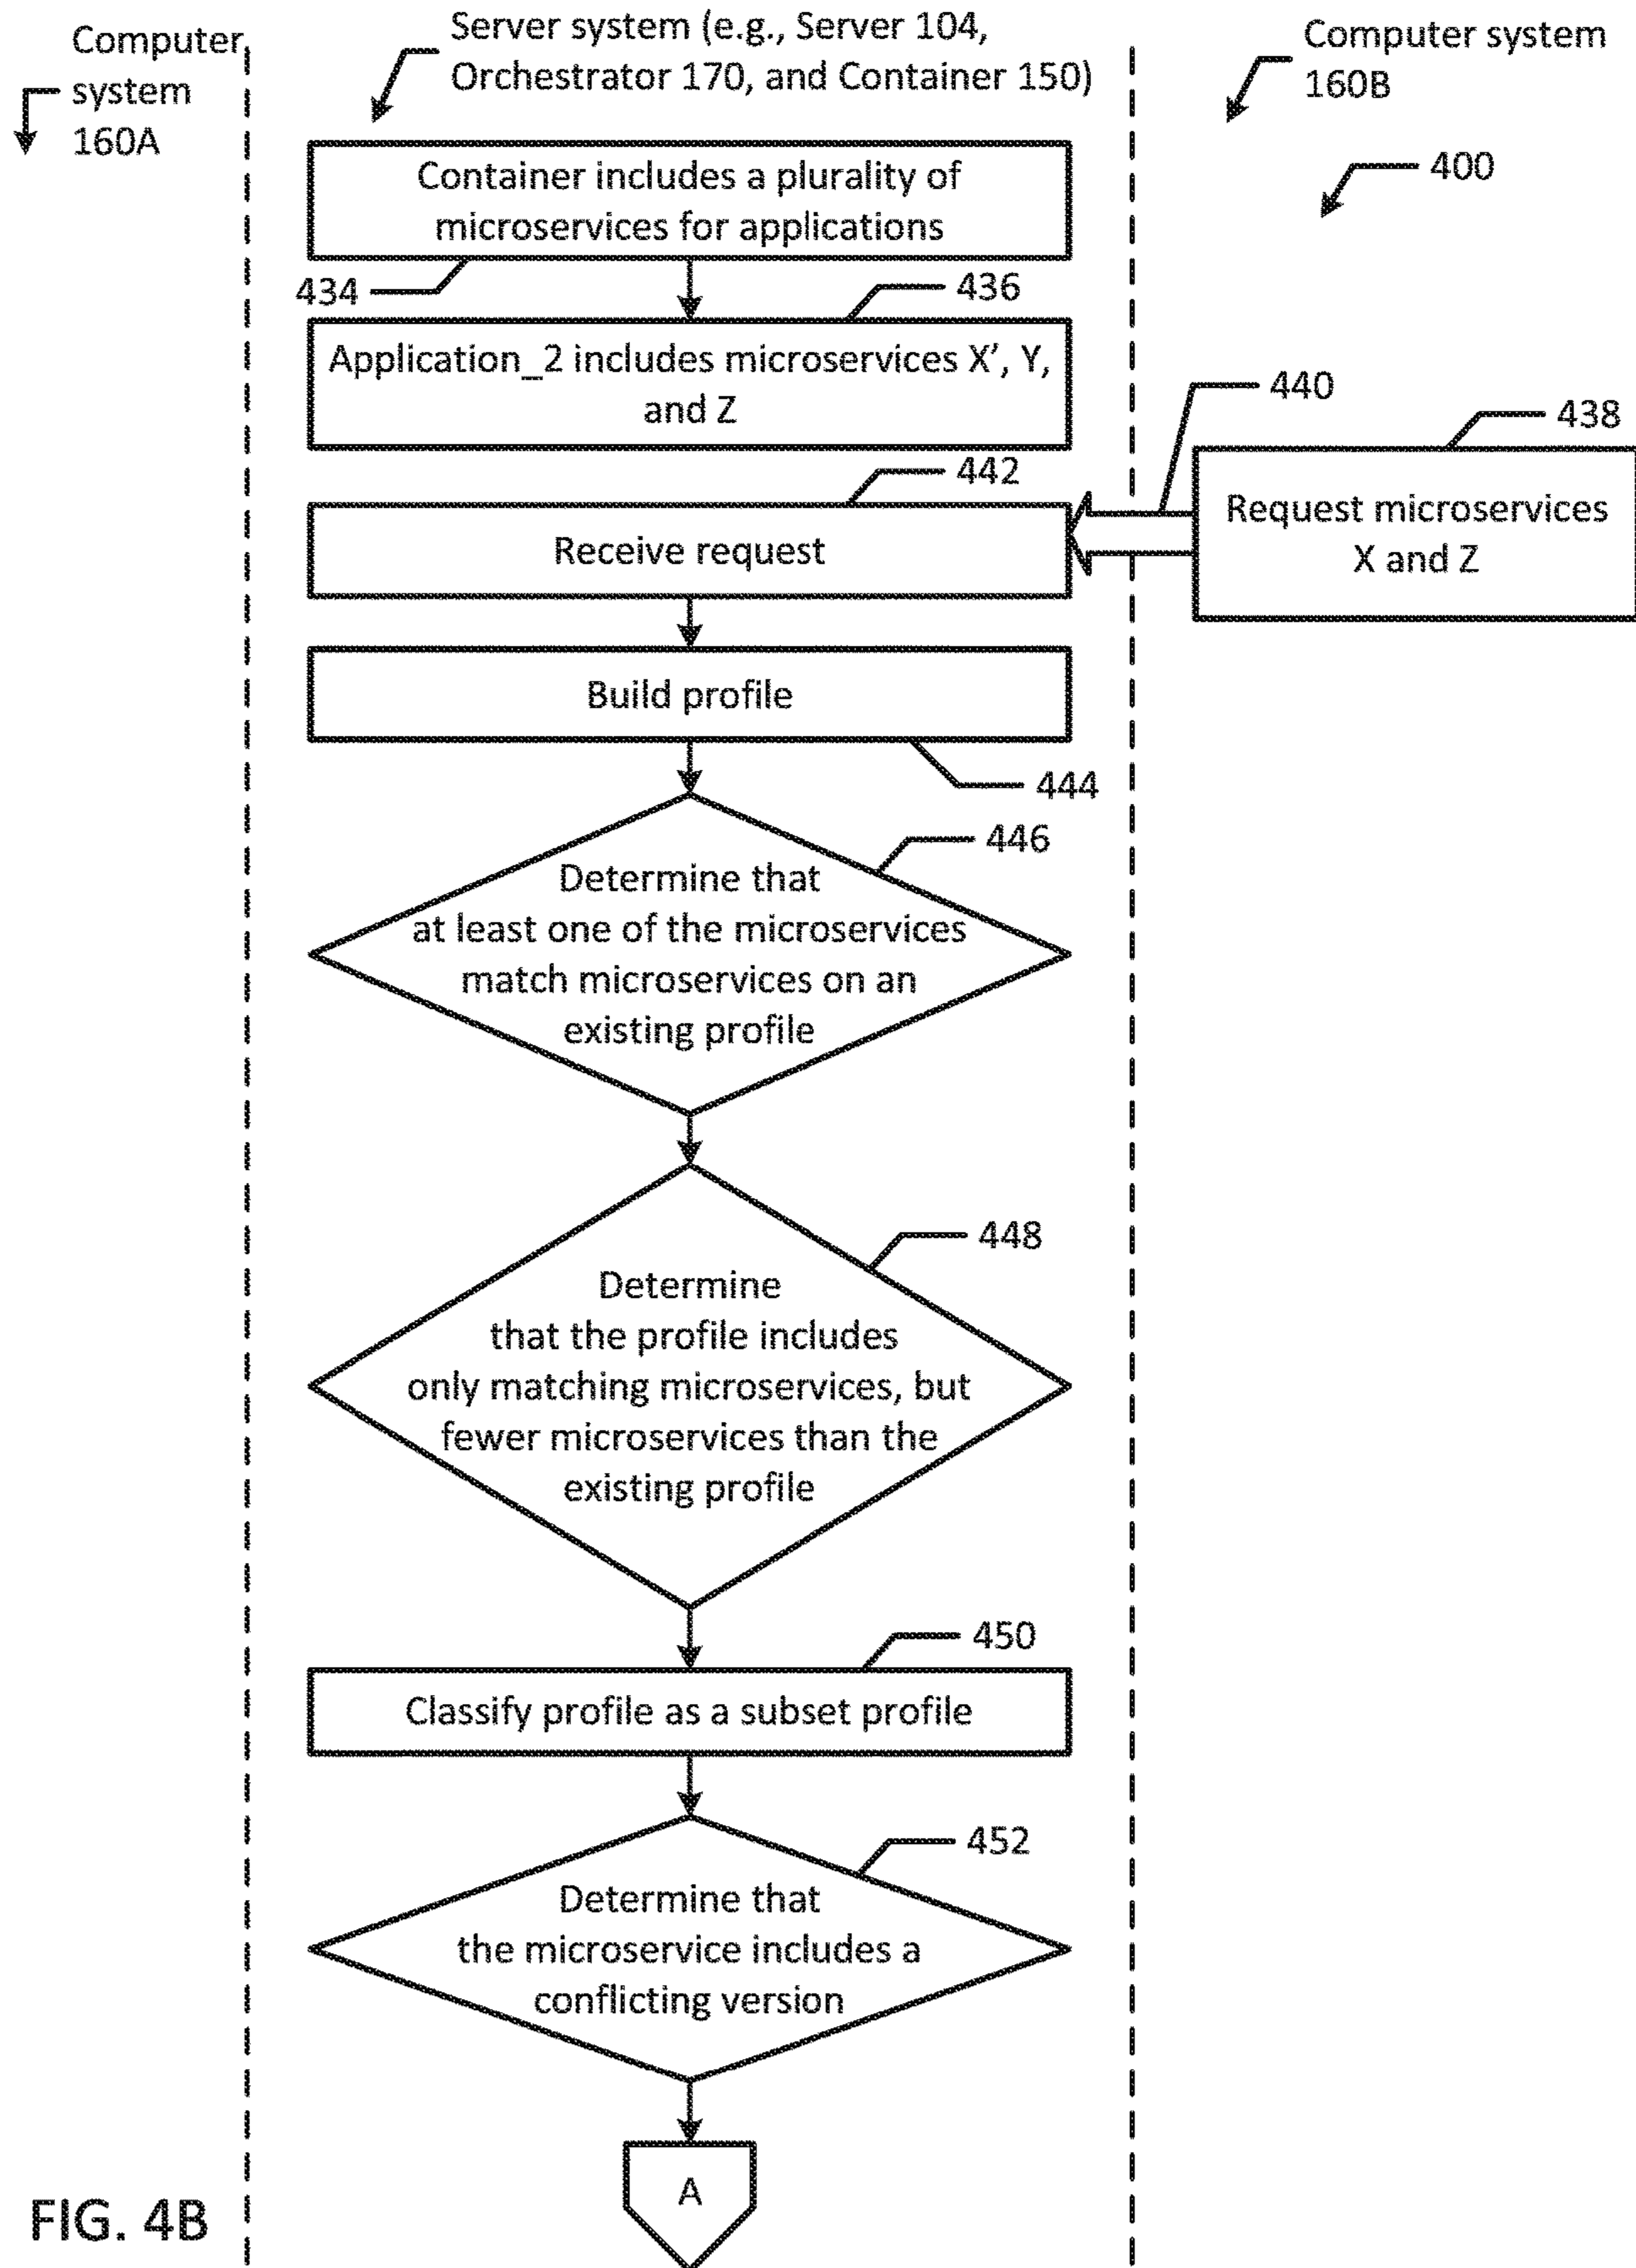 Computer
system
160A
Server system (e.g., Server 104,
Orchestrator 170, and Container 150)
Computer system
160B
400
Container includes a plurality of
microservices for applications
434
436
Application_2 includes microservices X’, Y,
and Z
440
438
Request microservices
X and Z
442
Receive request
Build profile
444
446
Determine that
at least one of the microservices
match microservices on an
existing profile
448
Determine
that the profile includes
only matching microservices, but
fewer microservices than the
existing profile
450
Classify profile as a subset profile
452
Determine that
the microservice includes a
conflicting version
A
FIG. 4B